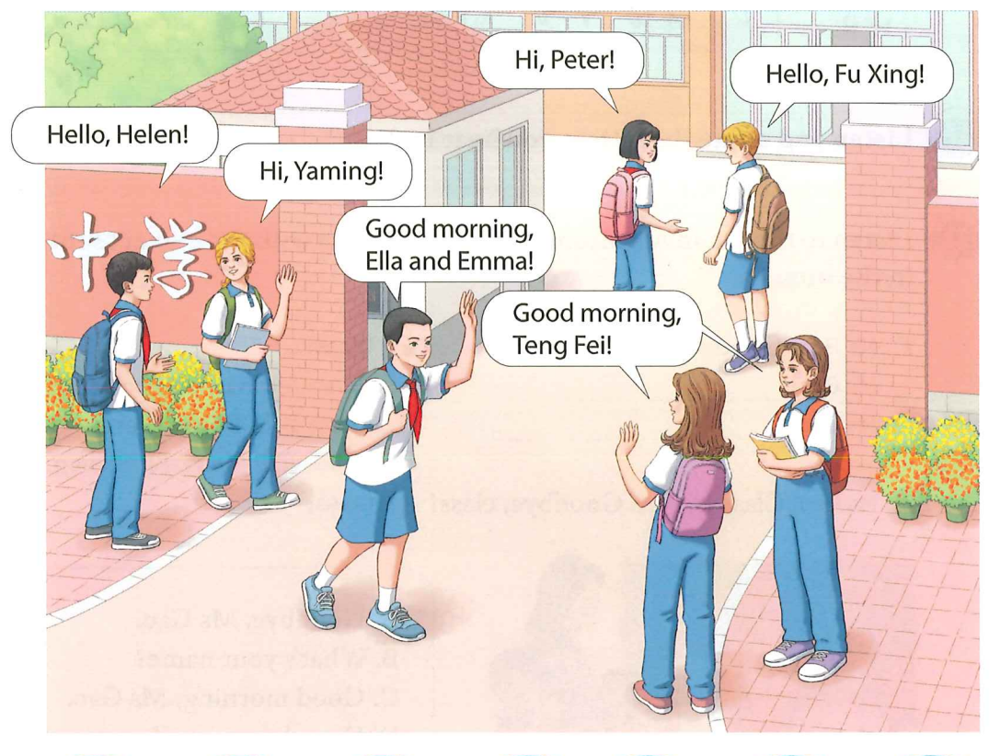 Hi, Peter!
Hello, Fu Xing!
Hello, Helen!
Hi, Yaming!
中学
Good morning,
Ella and Emma!
Good morning,
Teng Fei!